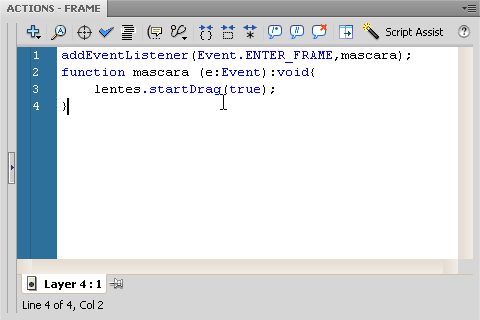 ACTIONS - FRAME
Script Assist
1 addEventListener(Event.ENTER_FRAME,mascara);
2 function mascara (e:Event):void{
3 lentes.startDrag(true);
4 }
Layer 4 : 1
Line 4 of 4, Col 2